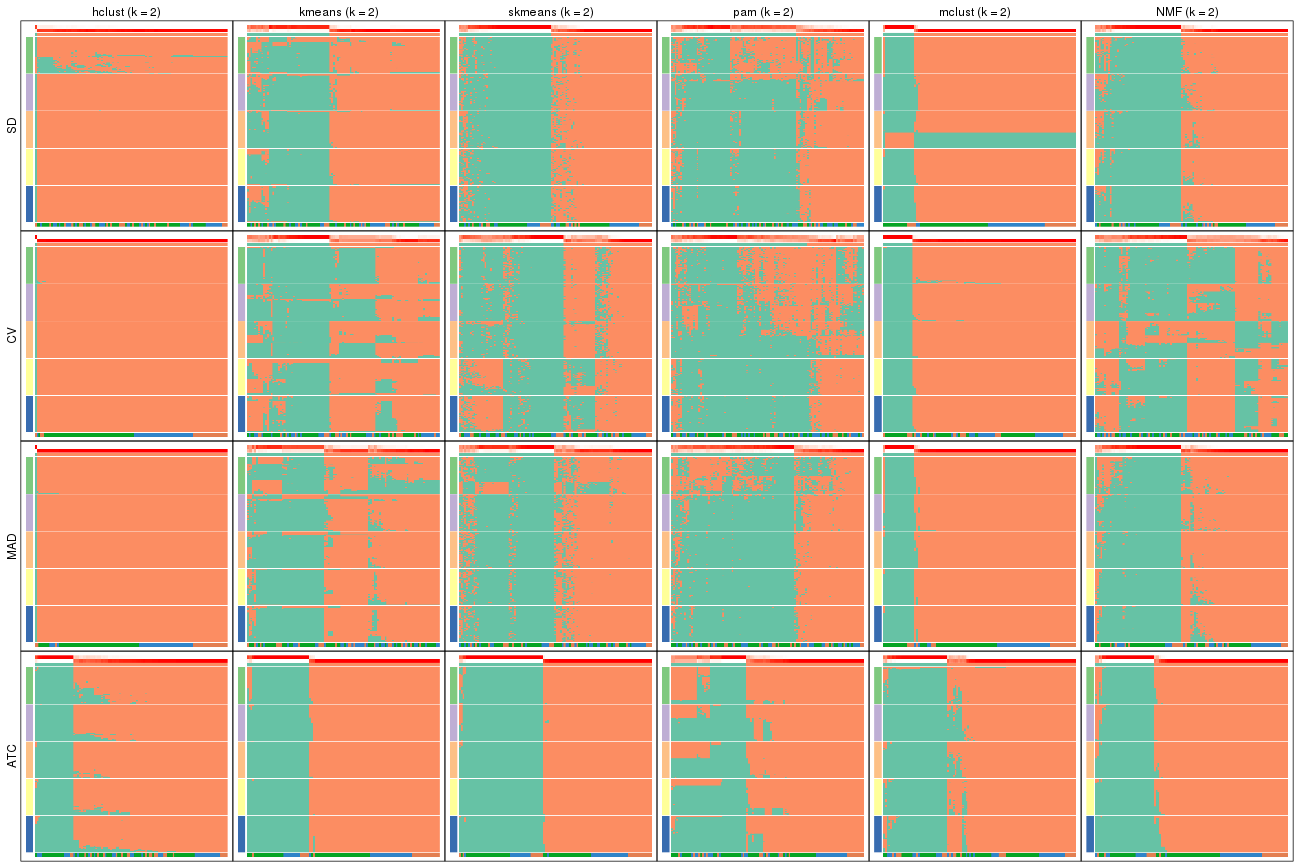 hclust (k = 2) kmeans (k = 2) skmeans (k = 2) pam (k = 2) mclust (k = 2) NMF (k = 2)
SD
CV
MAD
ATC